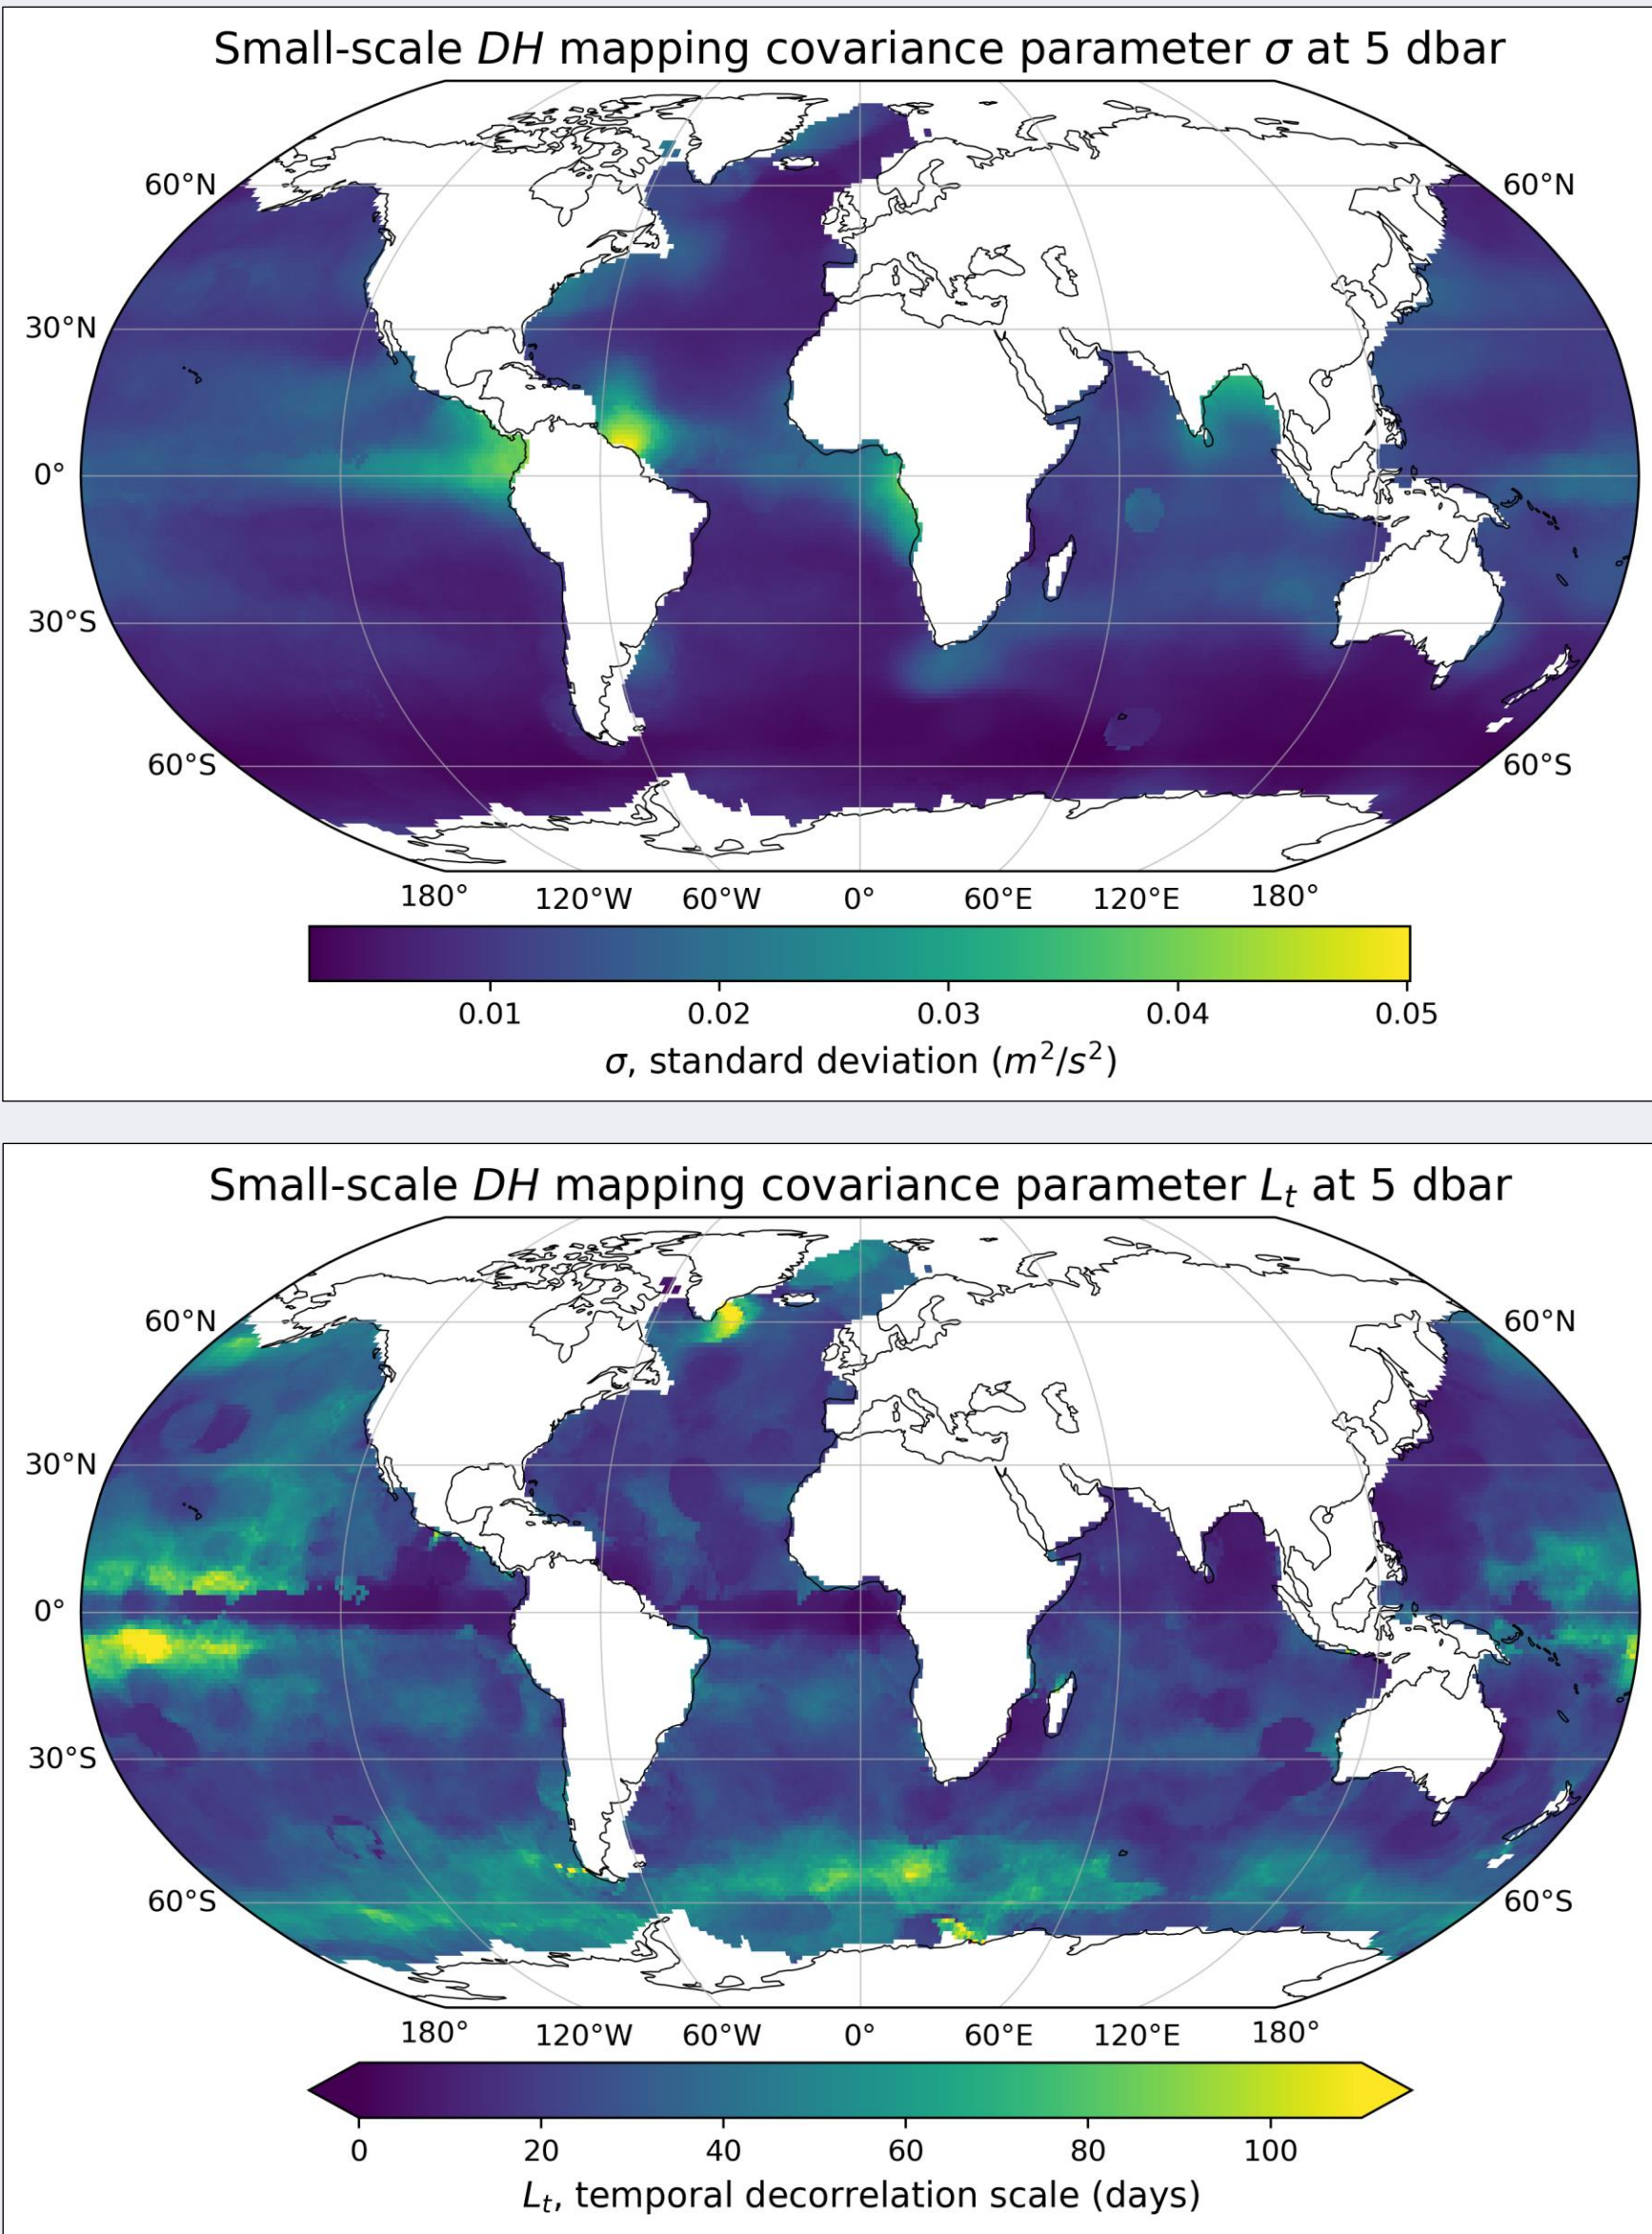 Small-scale DH mapping covariance parameter σ at 5 dbar
60°N 60°N
30°N
0°
30°S
60°S 60°S
180° 120°W 60°W 0° 60°E 120°E 180°
0.01 0.02 0.03 0.04 0.05
σ, standard deviation (m²/s²)
Small-scale DH mapping covariance parameter Lₜ at 5 dbar
60°N 60°N
30°N
0°
30°S
60°S 60°S
180° 120°W 60°W 0° 60°E 120°E 180°
0 20 40 60 80 100
Lₜ, temporal decorrelation scale (days)